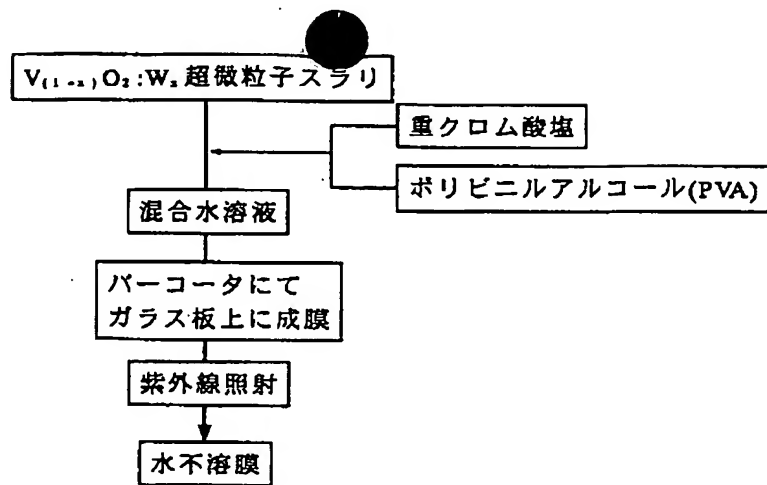 V(1-x)O2:Wx超微粒子スラリ
重クロム酸塩
ポリビニルアルコール(PVA)
混合水溶液
バーコータにて
ガラス板上に成膜
紫外線照射
水不溶膜